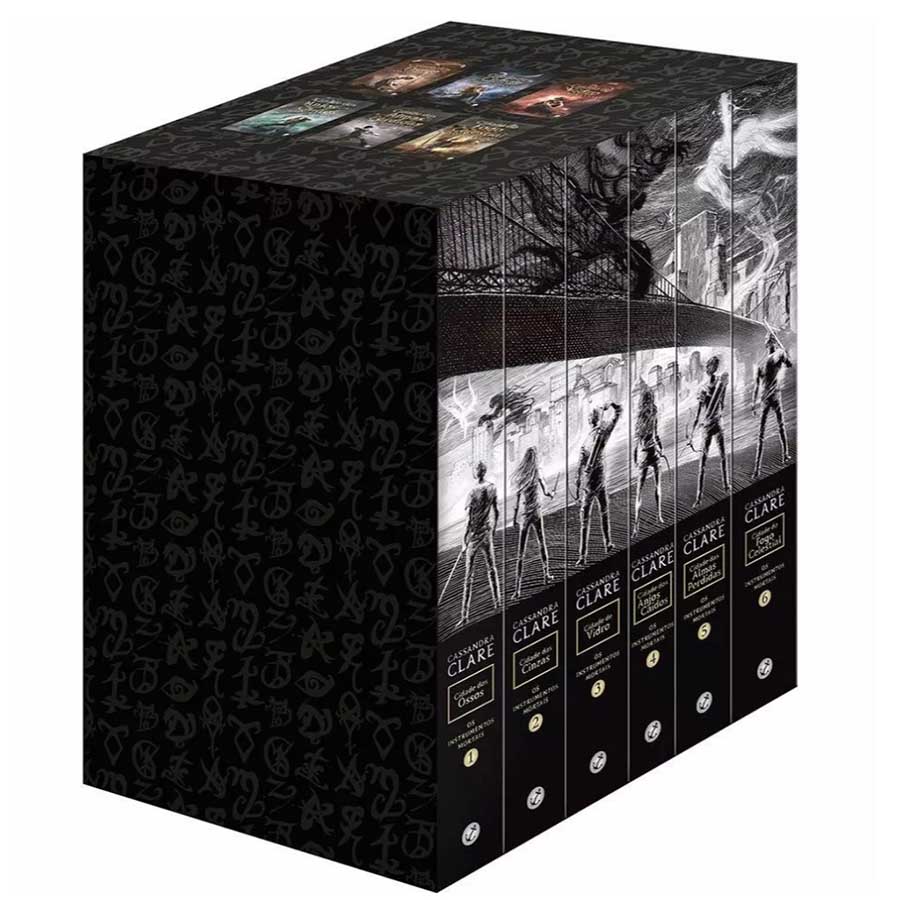 CASSANDRA
CLARE
Cidade dos
Ossos
OS
INSTRUMENTOS
MORTAIS
1
CASSANDRA
CLARE
Cidade das
Cinzas
OS
INSTRUMENTOS
MORTAIS
2
CASSANDRA
CLARE
Cidade de
Vidro
OS
INSTRUMENTOS
MORTAIS
3
CASSANDRA
CLARE
Cidade dos
Anjos
Caídos
OS
INSTRUMENTOS
MORTAIS
4
CASSANDRA
CLARE
Cidade das
Almas
Perdidas
OS
INSTRUMENTOS
MORTAIS
5
CASSANDRA
CLARE
Cidade do
Fogo
Celestial
OS
INSTRUMENTOS
MORTAIS
6